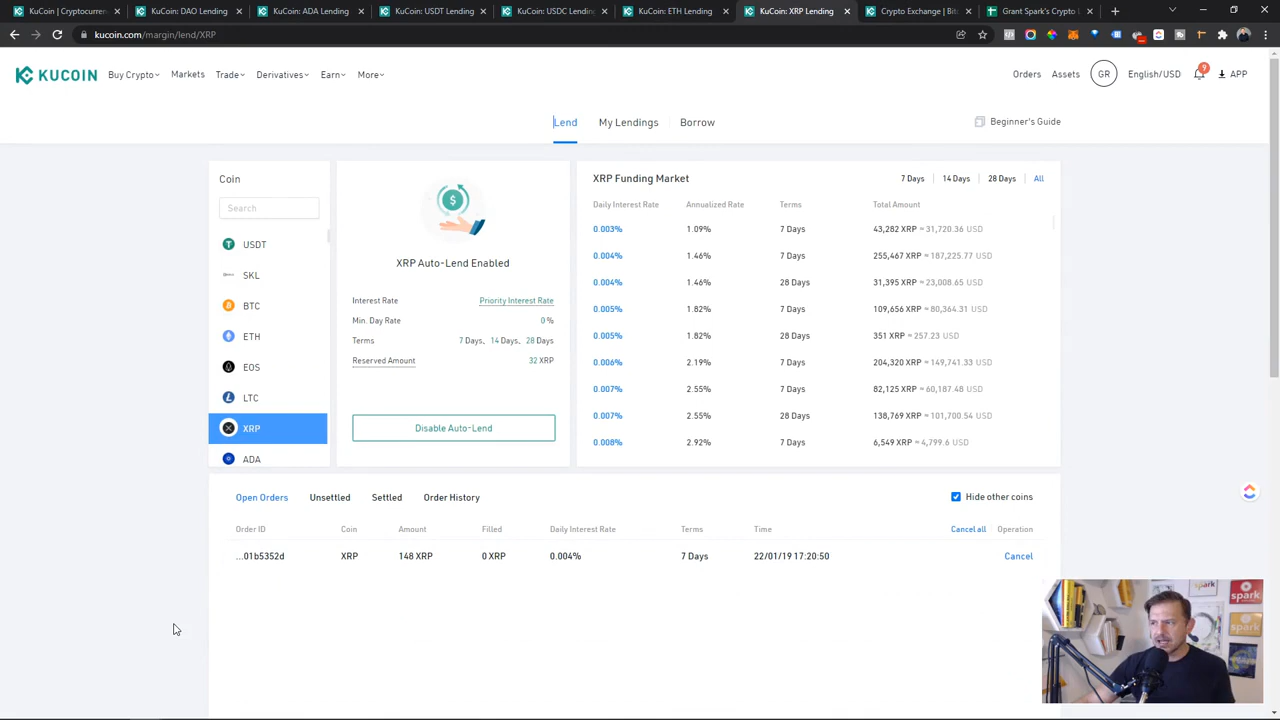 KuCoin | Cryptocurrenc
KuCoin: DAO Lending
KuCoin: ADA Lending
KuCoin: USDT Lending
KuCoin: USDC Lending
KuCoin: ETH Lending
KuCoin: XRP Lending
Crypto Exchange | Bit
Grant Spark's Crypto
kucoin.com/margin/lend/XRP
KUCOIN
Buy Crypto
Markets
Trade
Derivatives
Earn
More
Orders
Assets
GR
English/USD
9
APP
Lend
My Lendings
Borrow
Beginner's Guide
Coin
Search
USDT
SKL
BTC
ETH
EOS
LTC
XRP
ADA
XRP Auto-Lend Enabled
Interest Rate Priority Interest Rate
Min. Day Rate 0 %
Terms 7 Days、 14 Days、 28 Days
Reserved Amount 32 XRP
Disable Auto-Lend
XRP Funding Market
7 Days 14 Days 28 Days All
Daily Interest Rate Annualized Rate Terms Total Amount
0.003% 1.09% 7 Days 43,282 XRP ≈ 31,720.36 USD
0.004% 1.46% 7 Days 255,467 XRP ≈ 187,225.77 USD
0.004% 1.46% 28 Days 31,395 XRP ≈ 23,008.65 USD
0.005% 1.82% 7 Days 109,656 XRP ≈ 80,364.31 USD
0.005% 1.82% 28 Days 351 XRP ≈ 257.23 USD
0.006% 2.19% 7 Days 204,320 XRP ≈ 149,741.33 USD
0.007% 2.55% 7 Days 82,125 XRP ≈ 60,187.48 USD
0.007% 2.55% 28 Days 138,769 XRP ≈ 101,700.54 USD
0.008% 2.92% 7 Days 6,549 XRP ≈ 4,799.6 USD
Open Orders Unsettled Settled Order History
Hide other coins
Order ID Coin Amount Filled Daily Interest Rate Terms Time Cancel all Operation
...01b5352d XRP 148 XRP 0 XRP 0.004% 7 Days 22/01/19 17:20:50 Cancel
spark
spark